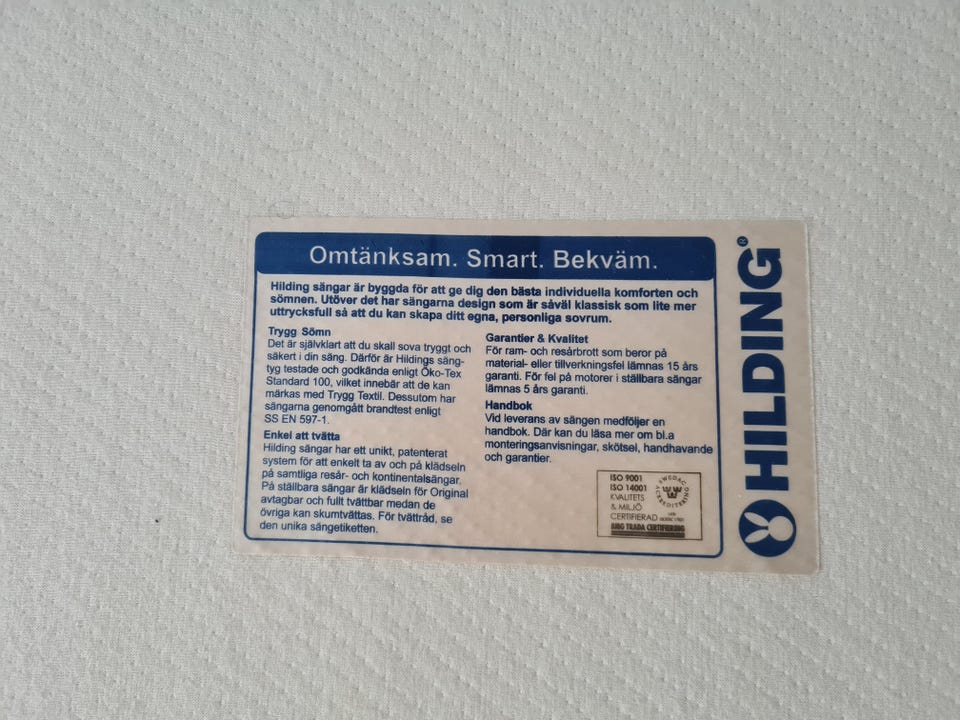 Omtänksam. Smart. Bekväm.
Hilding sängar är byggda för att ge dig den bästa individuella komforten och
sömnen. Utöver det har sängarna design som är såväl klassisk som lite mer
uttrycksfull så att du kan skapa ditt egna, personliga sovrum.
Trygg Sömn
Det är självklart att du skall sova tryggt och
säkert i din säng. Därför är Hildings säng-
tyg testade och godkända enligt Öko-Tex
Standard 100, vilket innebär att de kan
märkas med Trygg Textil. Dessutom har
sängarna genomgått brandtest enligt
SS EN 597-1.
Enkel att tvätta
Hilding sängar har ett unikt, patenterat
system för att enkelt ta av och på klädseln
på samtliga resår- och kontinentalsängar.
På ställbara sängar är klädseln för Original
avtagbar och fullt tvättbar medan de
övriga kan skumtvättas. För tvättråd, se
den unika sängetiketten.
Garantier & Kvalitet
För ram- och resårbrott som beror på
material- eller tillverkningsfel lämnas 15 års
garanti. För fel på motorer i ställbara sängar
lämnas 5 års garanti.
Handbok
Vid leverans av sängen medföljer en
handbok. Där kan du läsa mer om bl.a
monteringsanvisningar, skötsel, handhavande
och garantier.
ISO 9001
ISO 14001
KVALITETS
& MILJÖ
CERTIFIERAD
SWEDAC
ACKREDITERING
AMG TRADA CERTIFIERING
HILDING®